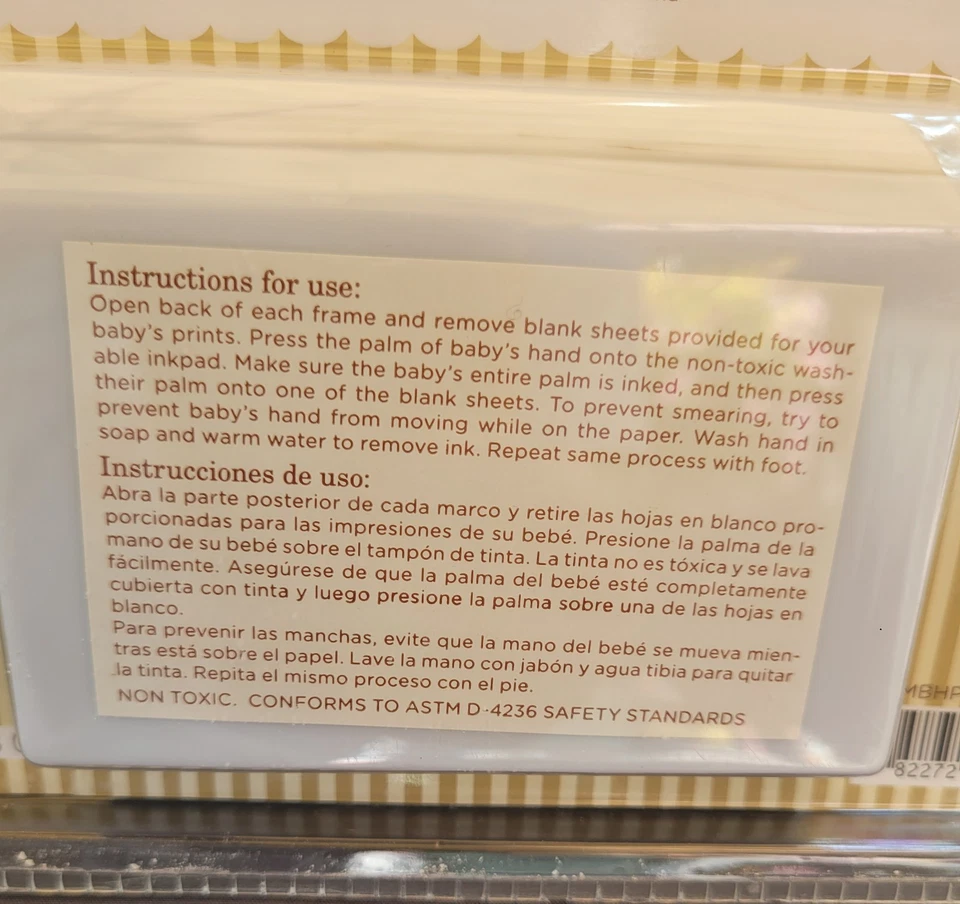 Instructions for use:
Open back of each frame and remove blank sheets provided for your
baby's prints. Press the palm of baby's hand onto the non-toxic wash-
able inkpad. Make sure the baby's entire palm is inked, and then press
their palm onto one of the blank sheets. To prevent smearing, try to
prevent baby's hand from moving while on the paper. Wash hand in
soap and warm water to remove ink. Repeat same process with foot.
Instrucciones de uso:
Abra la parte posterior de cada marco y retire las hojas en blanco pro-
porcionadas para las impresiones de su bebé. Presione la palma de la
mano de su bebé sobre el tampón de tinta. La tinta no es tóxica y se lava
fácilmente. Asegúrese de que la palma del bebé esté completamente
cubierta con tinta y luego presione la palma sobre una de las hojas en
blanco.
Para prevenir las manchas, evite que la mano del bebé se mueva mien-
tras está sobre el papel. Lave la mano con jabón y agua tibia para quitar
la tinta. Repita el mismo proceso con el pie.
NON TOXIC. CONFORMS TO ASTM D-4236 SAFETY STANDARDS
MBHP
82272